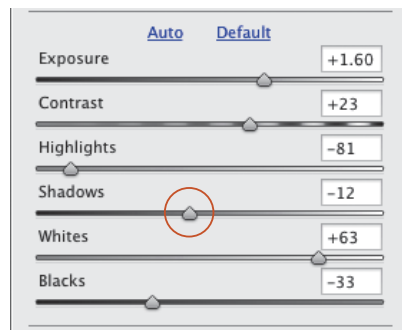 Auto Default
Exposure +1.60
Contrast +23
Highlights -81
Shadows -12
Whites +63
Blacks -33